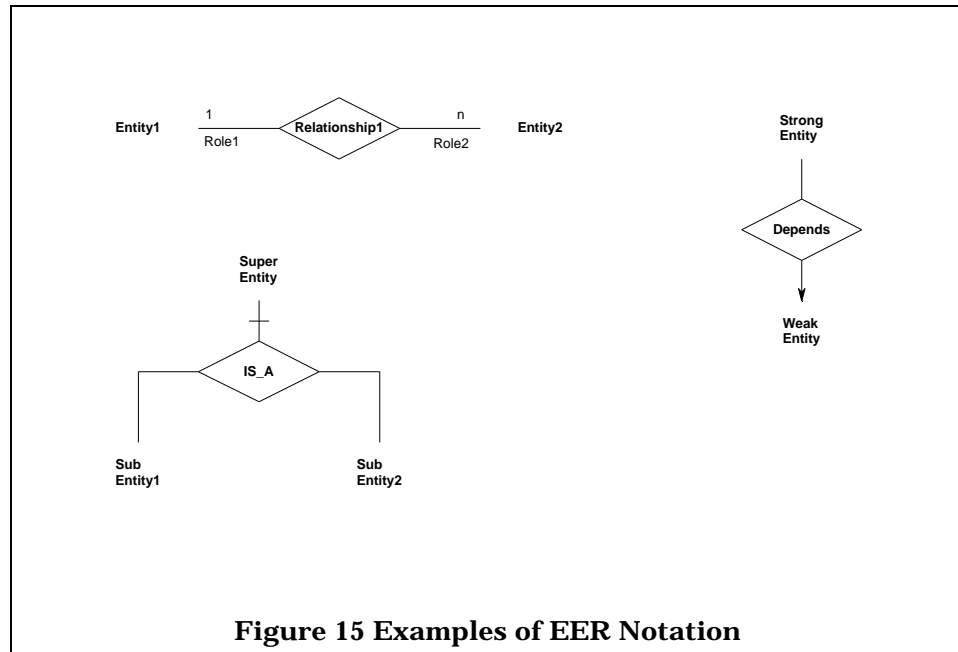 1
n
Entity1
Relationship1
Entity2
Role1
Role2
Strong
Entity
Depends
Weak
Entity
Super
Entity
IS_A
Sub
Entity1
Sub
Entity2
Figure 15 Examples of EER Notation